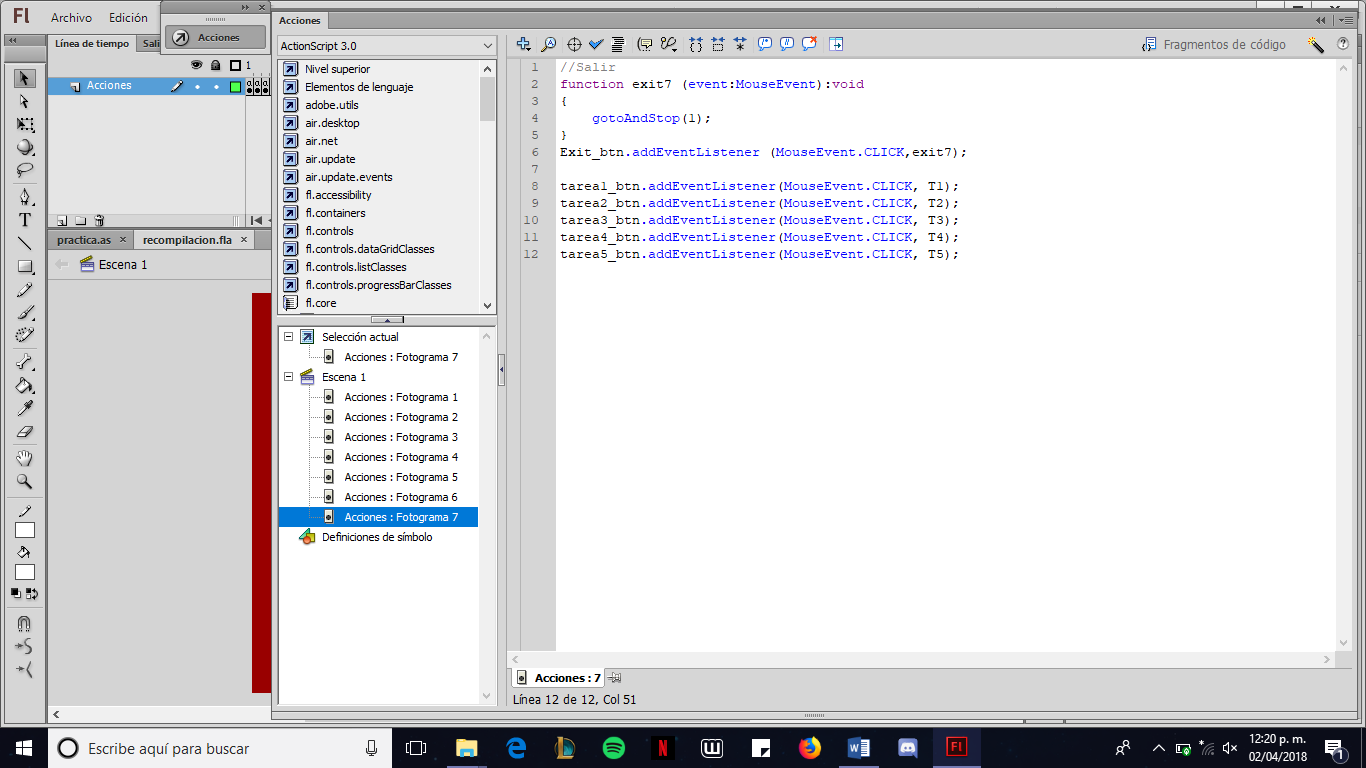 Fl Archivo Edición
Acciones
Línea de tiempo Sali
1
Acciones
practica.as × recompilacion.fla ×
Escena 1
Acciones
ActionScript 3.0
Fragmentos de código
Nivel superior
Elementos de lenguaje
adobe.utils
air.desktop
air.net
air.update
air.update.events
fl.accessibility
fl.containers
fl.controls
fl.controls.dataGridClasses
fl.controls.listClasses
fl.controls.progressBarClasses
fl.core
Selección actual
Acciones : Fotograma 7
Escena 1
Acciones : Fotograma 1
Acciones : Fotograma 2
Acciones : Fotograma 3
Acciones : Fotograma 4
Acciones : Fotograma 5
Acciones : Fotograma 6
Acciones : Fotograma 7
Definiciones de símbolo
1 //Salir
2 function exit7 (event:MouseEvent):void
3 {
4 gotoAndStop(1);
5 }
6 Exit_btn.addEventListener (MouseEvent.CLICK,exit7);
7
8 tarea1_btn.addEventListener(MouseEvent.CLICK, T1);
9 tarea2_btn.addEventListener(MouseEvent.CLICK, T2);
10 tarea3_btn.addEventListener(MouseEvent.CLICK, T3);
11 tarea4_btn.addEventListener(MouseEvent.CLICK, T4);
12 tarea5_btn.addEventListener(MouseEvent.CLICK, T5);
Acciones : 7
Línea 12 de 12, Col 51
Escribe aquí para buscar
12:20 p. m.
02/04/2018
1